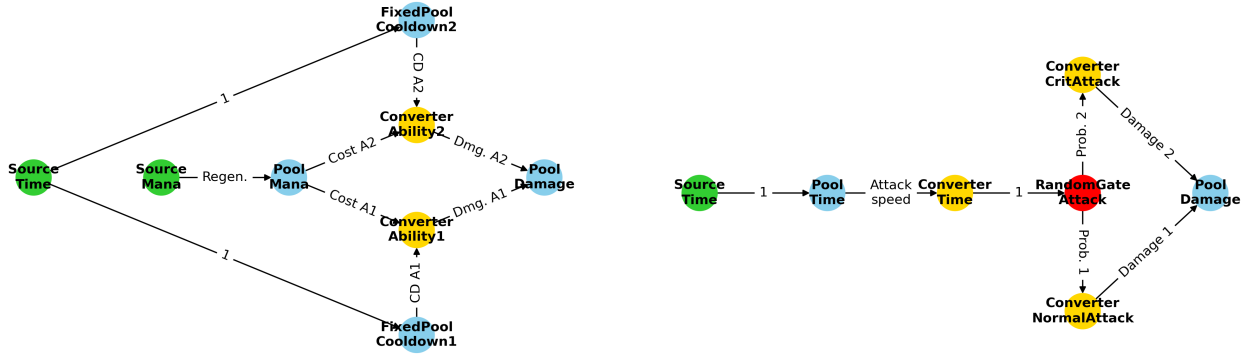 FixedPool
Cooldown2
1
CD A2
Converter
Ability2
Cost A2
Dmg. A2
Source
Time
Source
Mana
Regen.
Pool
Mana
Pool
Damage
Cost A1
Dmg. A1
Converter
Ability1
1
CD A1
FixedPool
Cooldown1
Converter
CritAttack
Prob. 2
Damage 2
Source
Time
1
Pool
Time
Attack
speed
Converter
Time
1
RandomGate
Attack
Pool
Damage
Prob. 1
Damage 1
Converter
NormalAttack